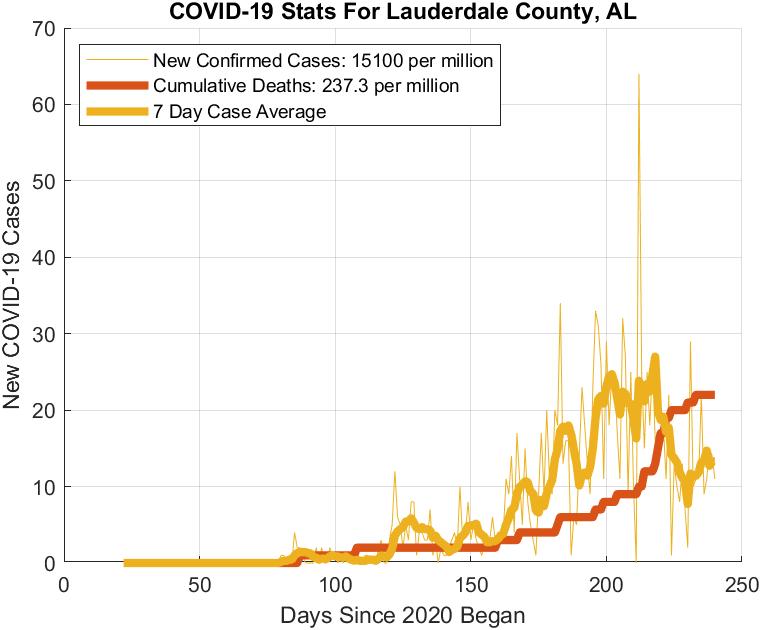 COVID-19 Stats For Lauderdale County, AL
New Confirmed Cases: 15100 per million
Cumulative Deaths: 237.3 per million
7 Day Case Average
New COVID-19 Cases
70
60
50
40
30
20
10
0
0 50 100 150 200 250
Days Since 2020 Began